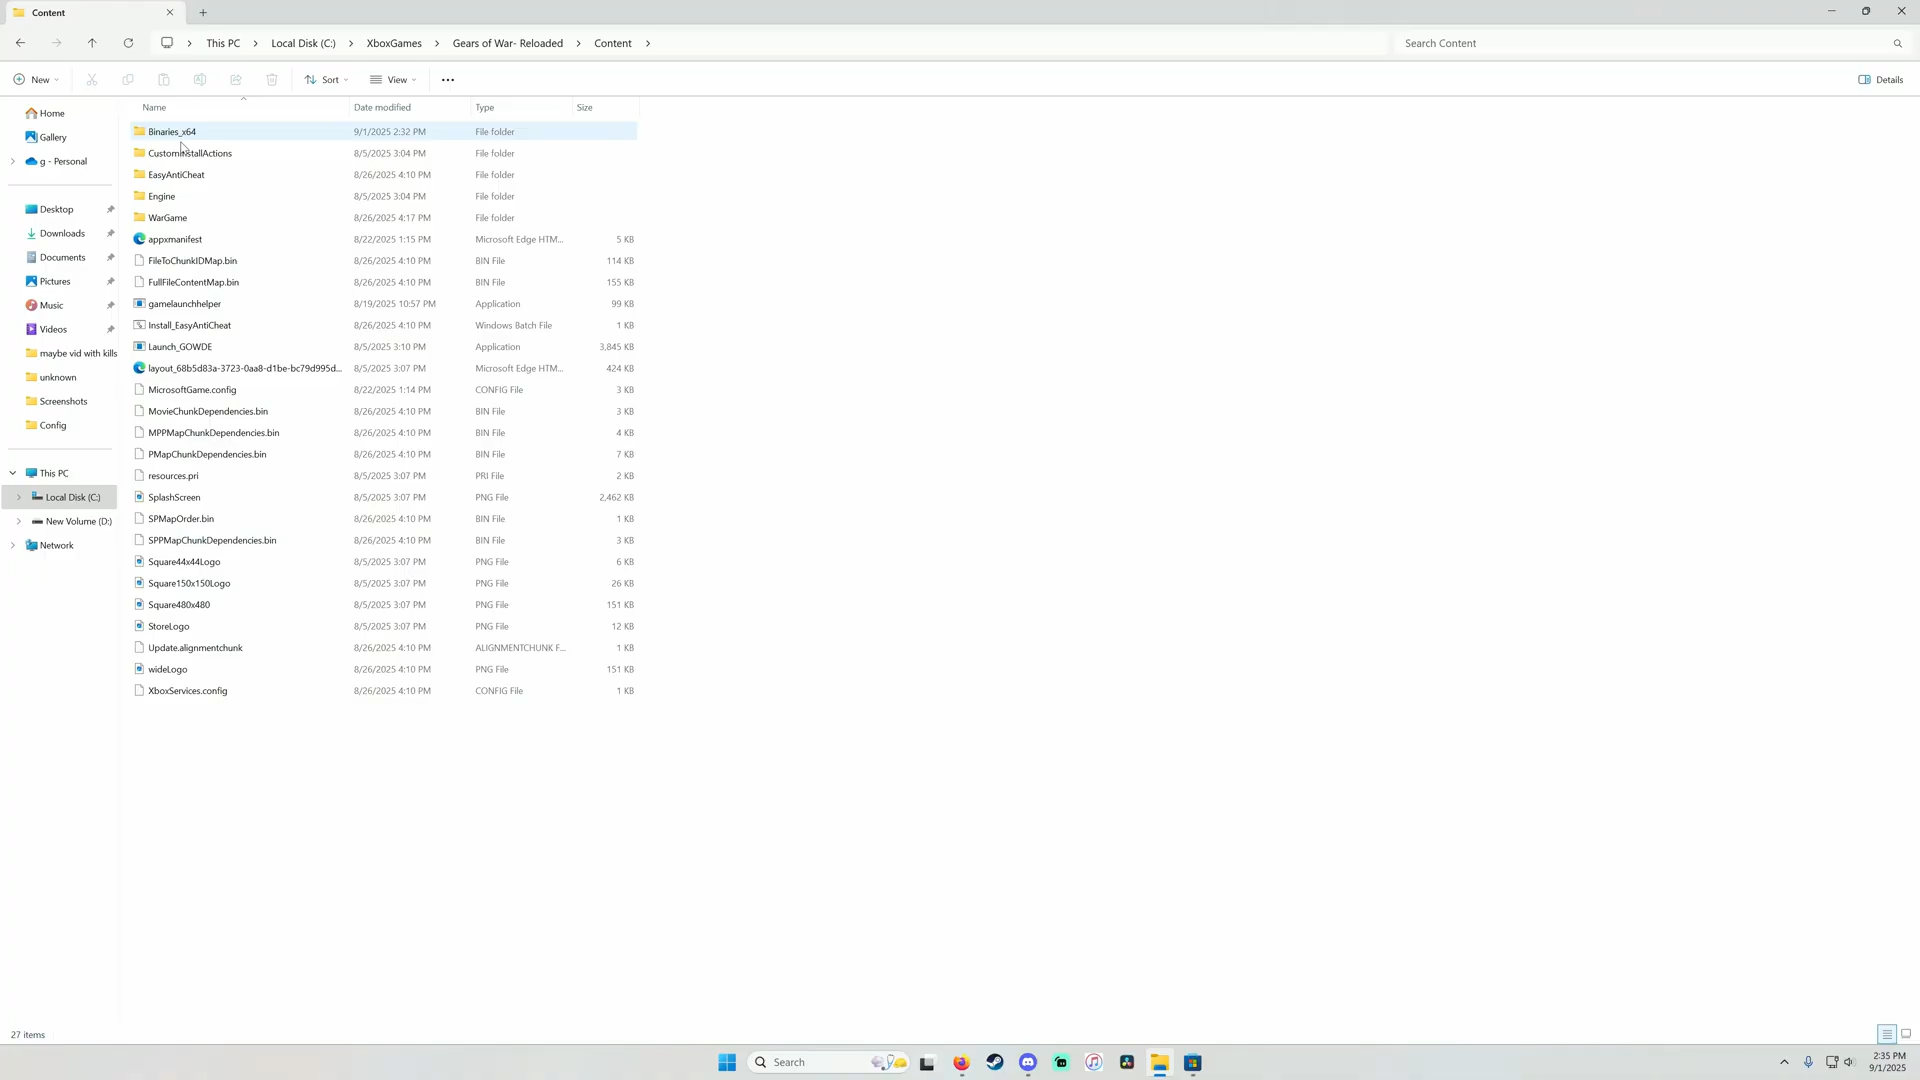 Content
This PC > Local Disk (C:) > XboxGames > Gears of War- Reloaded > Content >
Search Content
New
Sort
View
Details
Home
Gallery
g - Personal
Desktop
Downloads
Documents
Pictures
Music
Videos
maybe vid with kills
unknown
Screenshots
Config
This PC
Local Disk (C:)
New Volume (D:)
Network
Name Date modified Type Size
Binaries_x64 9/1/2025 2:32 PM File folder
CustomInstallActions 8/5/2025 3:04 PM File folder
EasyAntiCheat 8/26/2025 4:10 PM File folder
Engine 8/5/2025 3:04 PM File folder
WarGame 8/26/2025 4:17 PM File folder
appxmanifest 8/22/2025 1:15 PM Microsoft Edge HTM... 5 KB
FileToChunkIDMap.bin 8/26/2025 4:10 PM BIN File 114 KB
FullFileContentMap.bin 8/26/2025 4:10 PM BIN File 155 KB
gamelaunchhelper 8/19/2025 10:57 PM Application 99 KB
Install_EasyAntiCheat 8/26/2025 4:10 PM Windows Batch File 1 KB
Launch_GOWDE 8/5/2025 3:10 PM Application 3,845 KB
layout_68b5d83a-3723-0aa8-d1be-bc79d995d... 8/5/2025 3:07 PM Microsoft Edge HTM... 424 KB
MicrosoftGame.config 8/22/2025 1:14 PM CONFIG File 3 KB
MovieChunkDependencies.bin 8/26/2025 4:10 PM BIN File 3 KB
MPPMapChunkDependencies.bin 8/26/2025 4:10 PM BIN File 4 KB
PMapChunkDependencies.bin 8/26/2025 4:10 PM BIN File 7 KB
resources.pri 8/5/2025 3:07 PM PRI File 2 KB
SplashScreen 8/5/2025 3:07 PM PNG File 2,462 KB
SPMapOrder.bin 8/26/2025 4:10 PM BIN File 1 KB
SPPMapChunkDependencies.bin 8/26/2025 4:10 PM BIN File 3 KB
Square44x44Logo 8/5/2025 3:07 PM PNG File 6 KB
Square150x150Logo 8/5/2025 3:07 PM PNG File 26 KB
Square480x480 8/5/2025 3:07 PM PNG File 151 KB
StoreLogo 8/5/2025 3:07 PM PNG File 12 KB
Update.alignmentchunk 8/26/2025 4:10 PM ALIGNMENTCHUNK F... 1 KB
wideLogo 8/26/2025 4:10 PM PNG File 151 KB
XboxServices.config 8/26/2025 4:10 PM CONFIG File 1 KB
27 items
Search
2:35 PM
9/1/2025